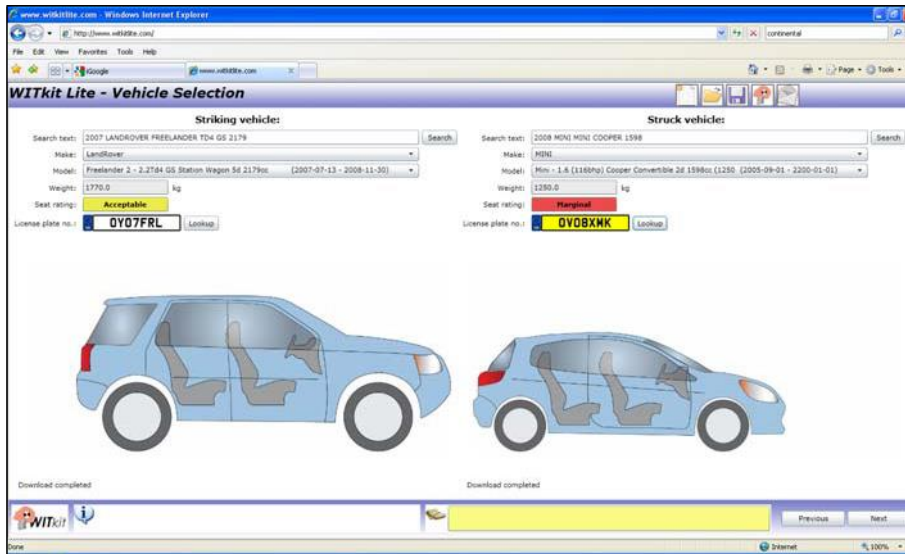 www.witkitlite.com - Windows Internet Explorer
http://www.witkitlite.com/
continental
File Edit View Favorites Tools Help
iGoogle www.witkitlite.com Page Tools
WITkit Lite - Vehicle Selection
Striking vehicle: Struck vehicle:
Search text: 2007 LANDROVER FREELANDER TD4 GS 2179 Search Search text: 2008 MINI MINI COOPER 1598 Search
Make: LandRover Make: MINI
Model: Freelander 2 - 2.2Td4 GS Station Wagon 5d 2179cc (2007-07-13 - 2008-11-30) Model: Mini - 1.6 (116bhp) Cooper Convertible 2d 1598cc (1250 (2005-09-01 - 2200-01-01)
Weight: 1770.0 kg Weight: 1250.0 kg
Seat rating: Acceptable Seat rating: Marginal
License plate no.: OY07FRL Lookup License plate no.: OV08XMK Lookup
Download completed Download completed
WITkit Previous Next
Done Internet 100%